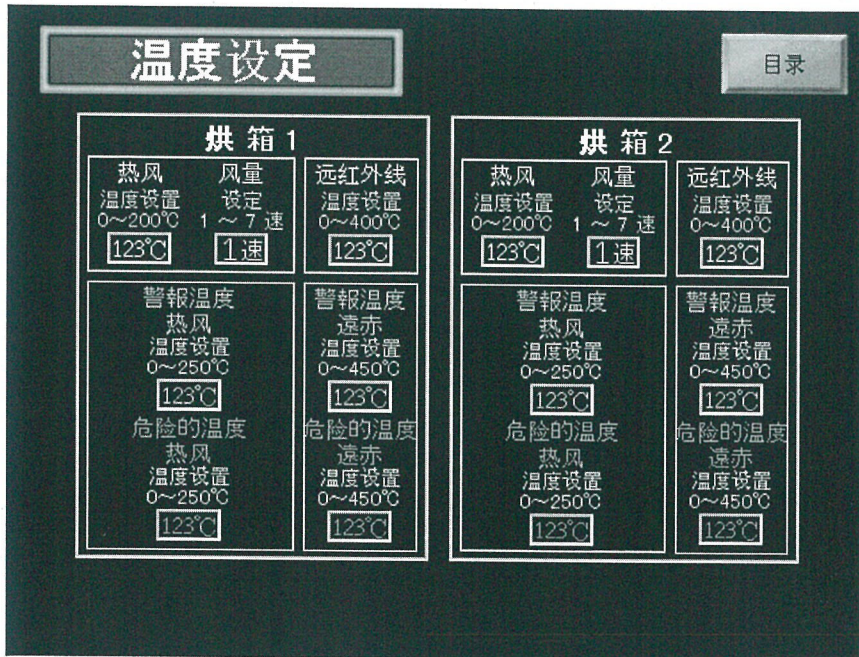 温度设定
目录
烘箱1
热风 风量 远红外线
温度设置 设定 温度设置
0～200℃ 1～7速 0～400℃
123℃ 1速 123℃
警報温度 警報温度
热风 遠赤
温度设置 温度设置
0～250℃ 0～450℃
123℃ 123℃
危险的温度 危险的温度
热风 遠赤
温度设置 温度设置
0～250℃ 0～450℃
123℃ 123℃
烘箱2
热风 风量 远红外线
温度设置 设定 温度设置
0～200℃ 1～7速 0～400℃
123℃ 1速 123℃
警報温度 警報温度
热风 遠赤
温度设置 温度设置
0～250℃ 0～450℃
123℃ 123℃
危险的温度 危险的温度
热风 遠赤
温度设置 温度设置
0～250℃ 0～450℃
123℃ 123℃